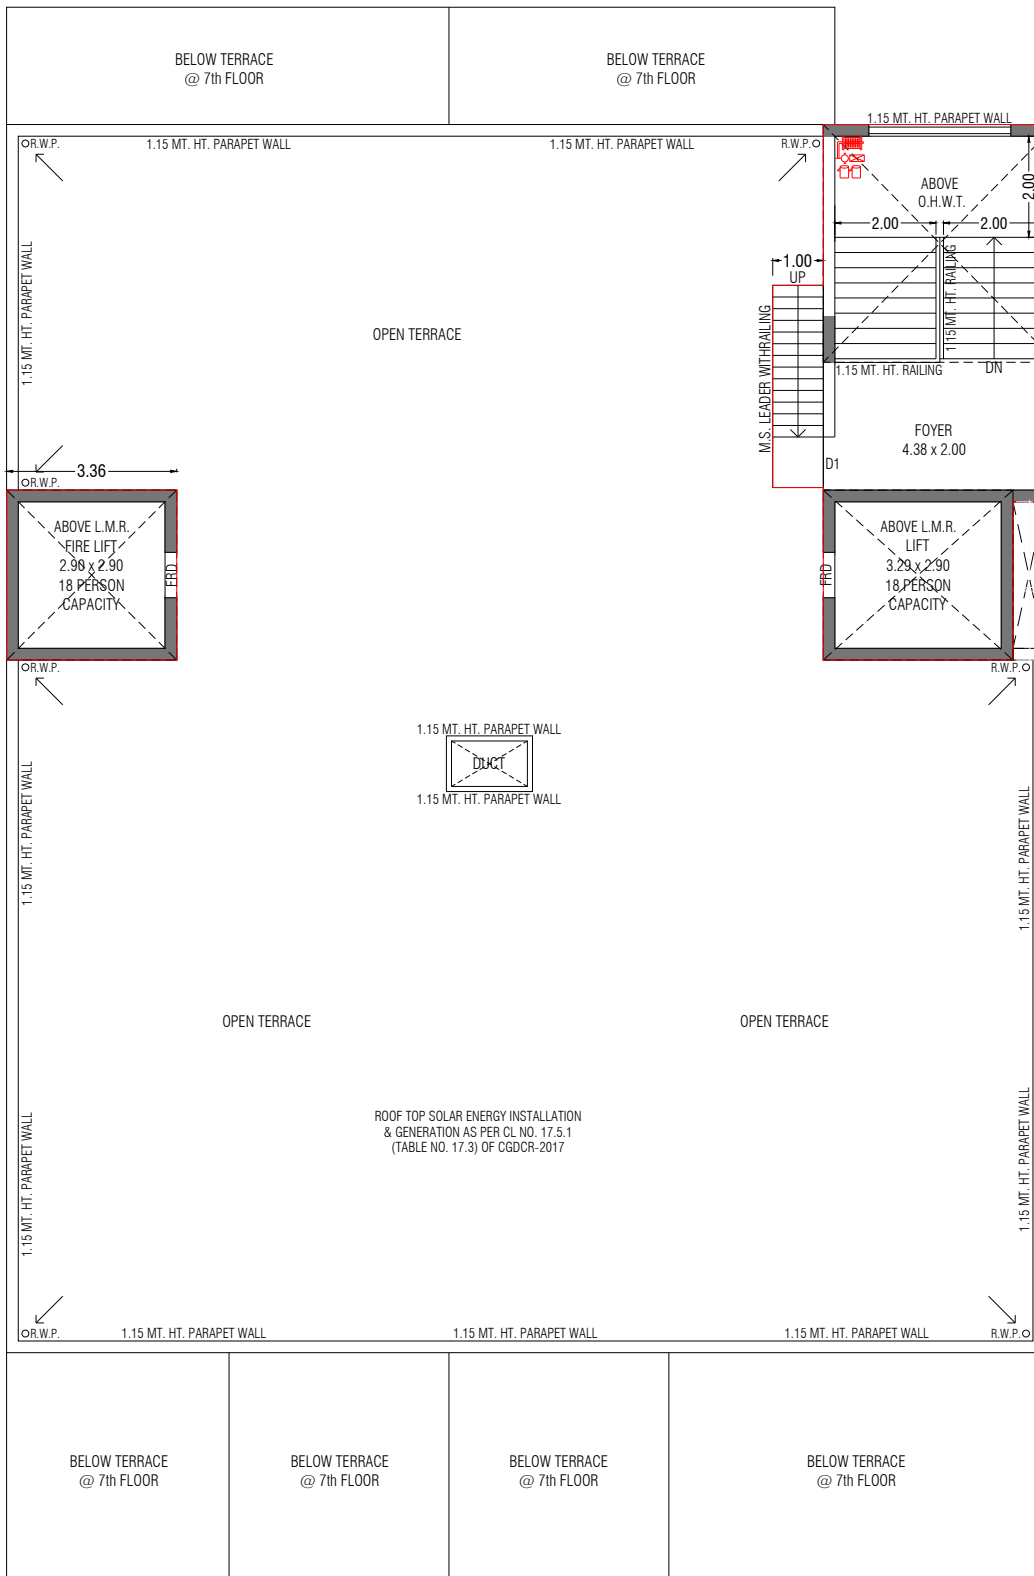 BELOW TERRACE
@ 7th FLOOR
BELOW TERRACE
@ 7th FLOOR
1.15 MT. HT. PARAPET WALL
R.W.P.
1.15 MT. HT. PARAPET WALL
1.15 MT. HT. PARAPET WALL
R.W.P.
ABOVE
O.H.W.T.
2.00
2.00
2.00
1.15 MT. HT. PARAPET WALL
1.00
UP
1.15 MT. HT. RAILING
M.S. LEADER WITHRAILING
OPEN TERRACE
1.15 MT. HT. RAILING
DN
FOYER
4.38 x 2.00
D1
3.36
R.W.P.
ABOVE L.M.R.
FIRE LIFT
2.90 x 2.90
18 PERSON
CAPACITY
FRD
FRD
ABOVE L.M.R.
LIFT
3.29 x 2.90
18 PERSON
CAPACITY
R.W.P.
R.W.P.
1.15 MT. HT. PARAPET WALL
DUCT
1.15 MT. HT. PARAPET WALL
1.15 MT. HT. PARAPET WALL
1.15 MT. HT. PARAPET WALL
OPEN TERRACE
OPEN TERRACE
ROOF TOP SOLAR ENERGY INSTALLATION
& GENERATION AS PER CL NO. 17.5.1
(TABLE NO. 17.3) OF CGDCR-2017
1.15 MT. HT. PARAPET WALL
1.15 MT. HT. PARAPET WALL
R.W.P.
1.15 MT. HT. PARAPET WALL
1.15 MT. HT. PARAPET WALL
1.15 MT. HT. PARAPET WALL
R.W.P.
BELOW TERRACE
@ 7th FLOOR
BELOW TERRACE
@ 7th FLOOR
BELOW TERRACE
@ 7th FLOOR
BELOW TERRACE
@ 7th FLOOR